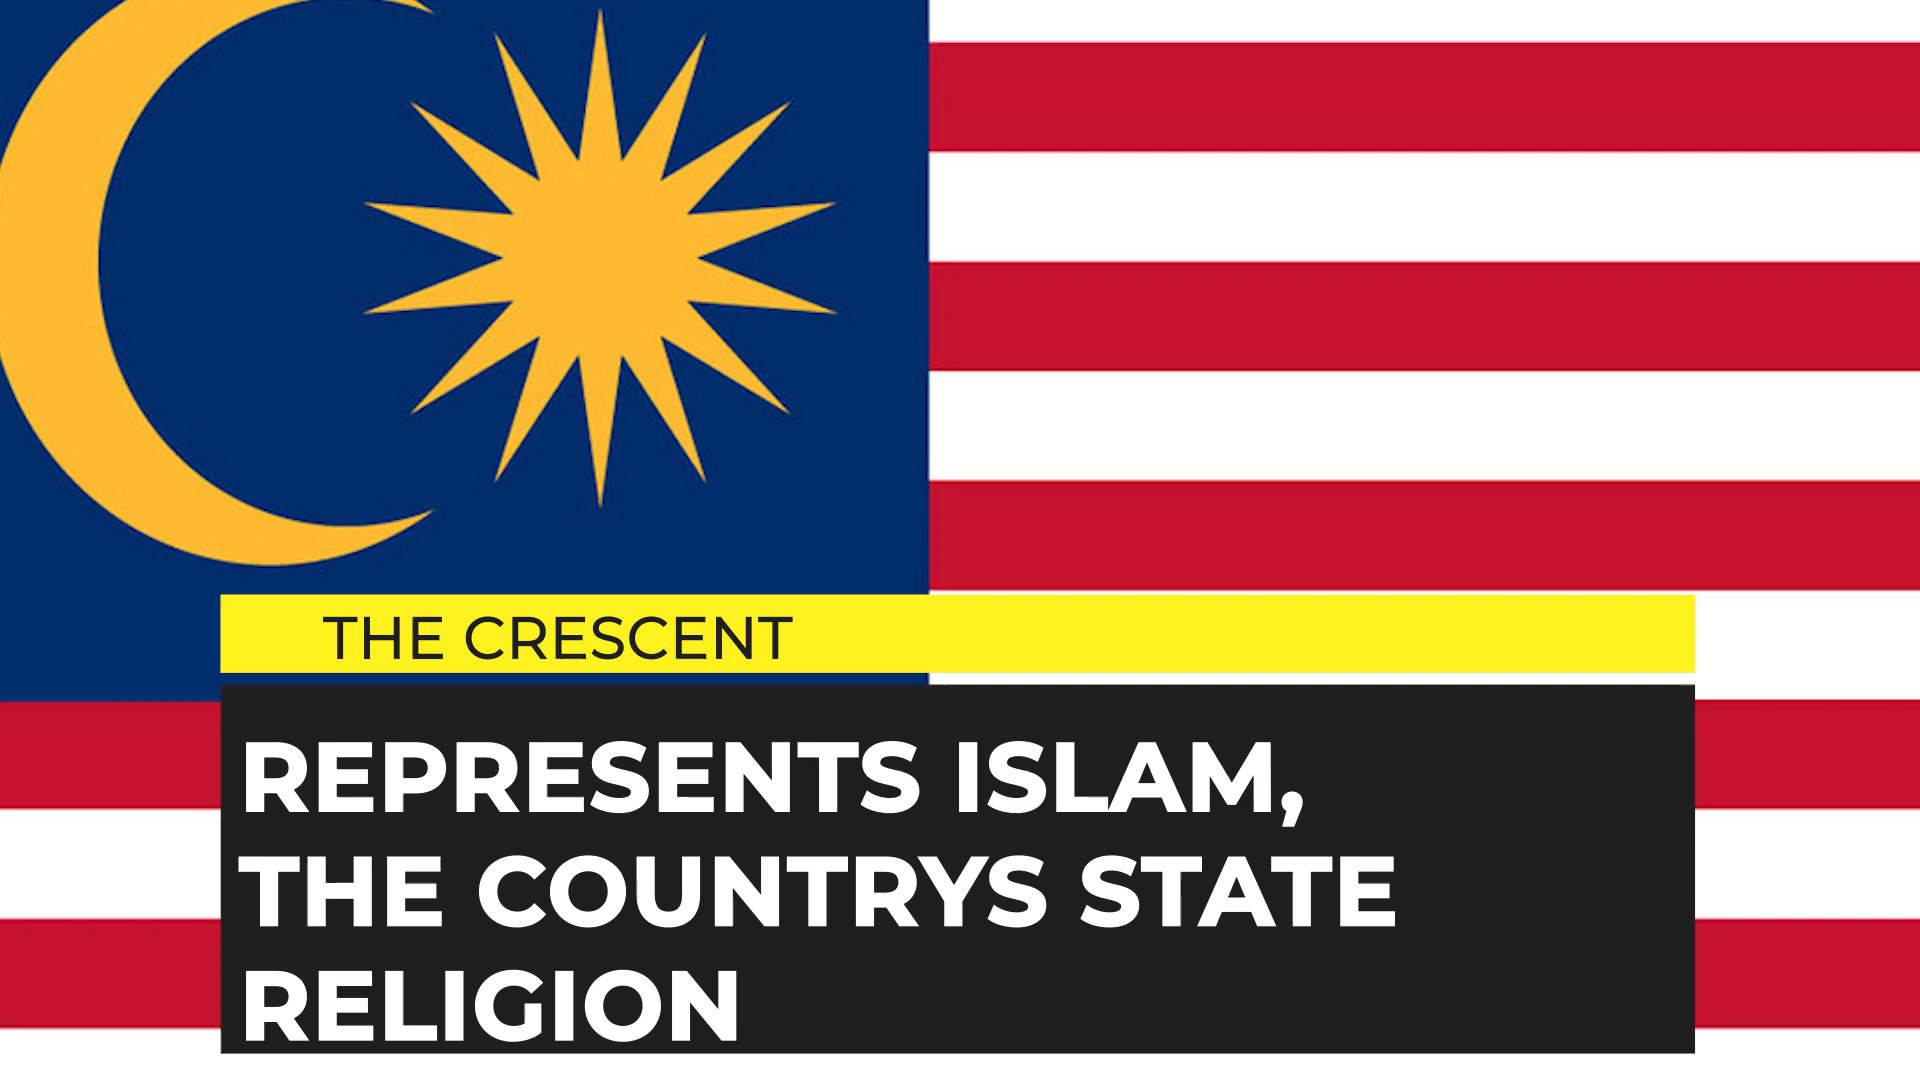 THE CRESCENT
REPRESENTS ISLAM,
THE COUNTRYS STATE
RELIGION